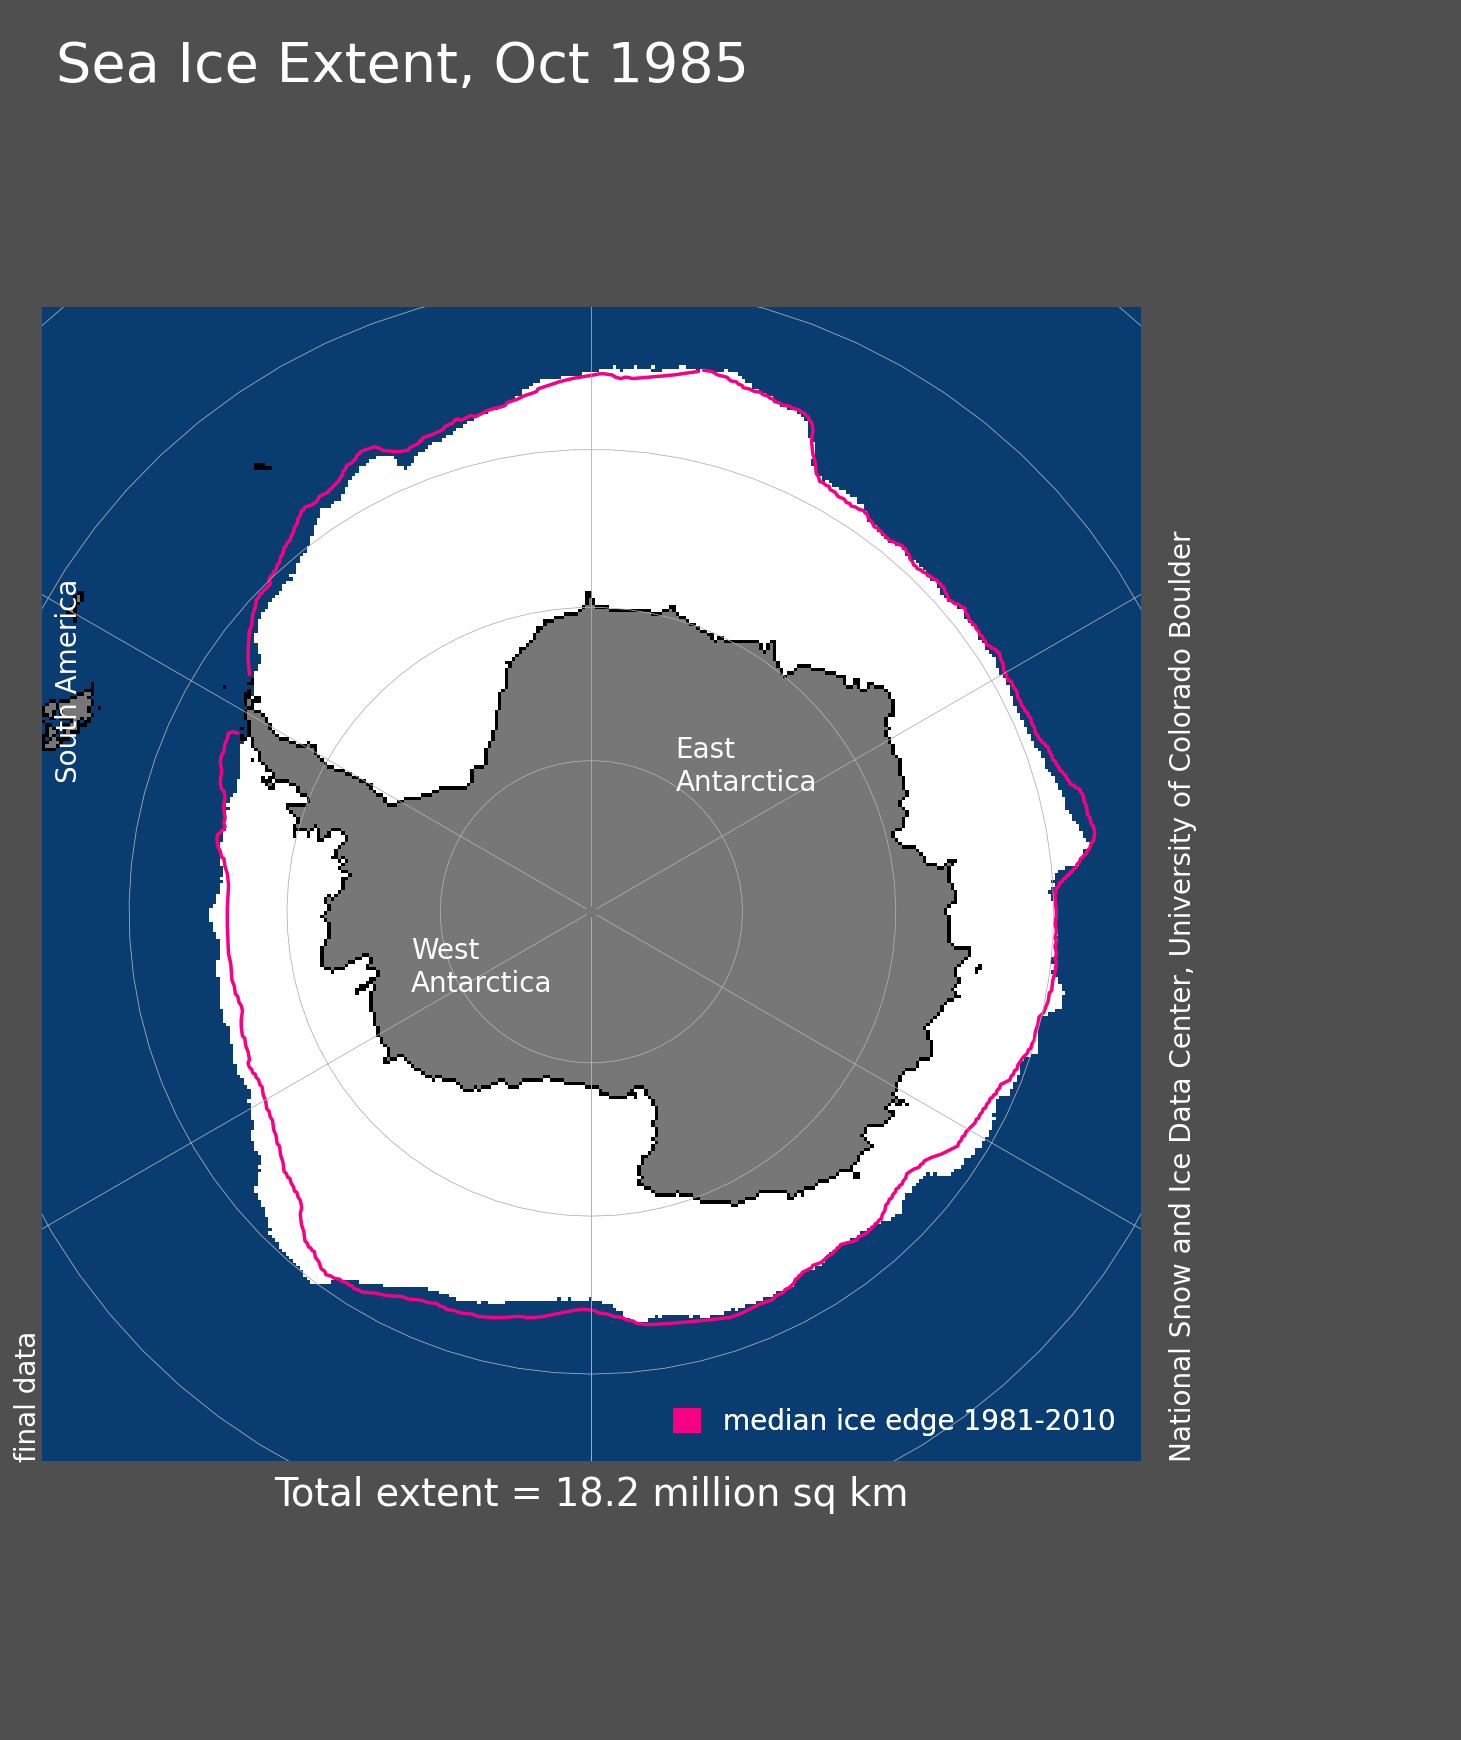 Sea Ice Extent, Oct 1985
South America
East
Antarctica
West
Antarctica
National Snow and Ice Data Center, University of Colorado Boulder
final data
median ice edge 1981-2010
Total extent = 18.2 million sq km